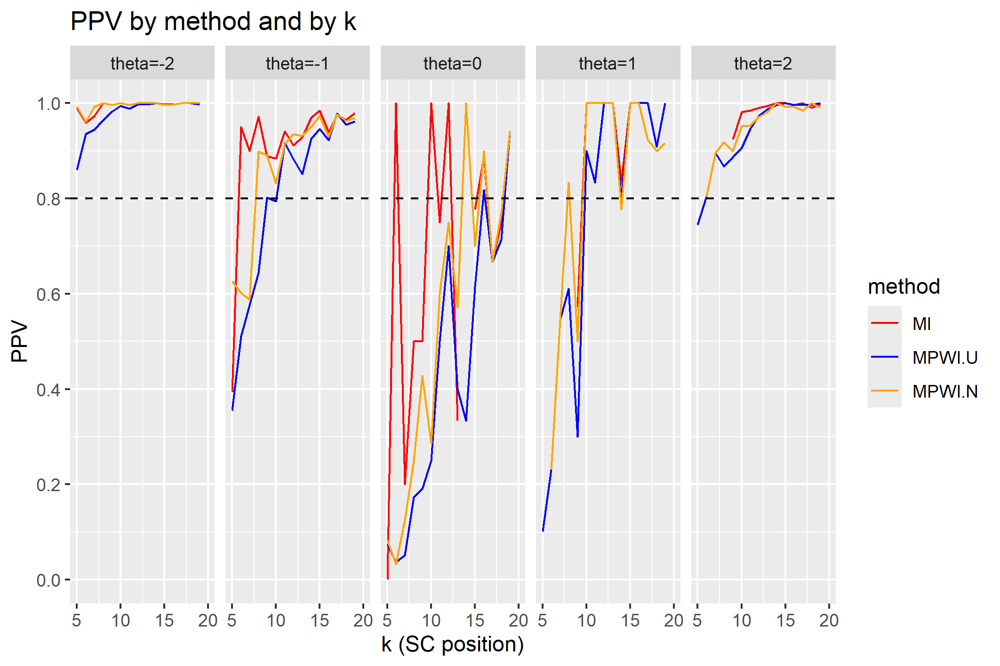 PPV by method and by k
theta=-2
theta=-1
theta=0
theta=1
theta=2
PPV
1.0
0.8
0.6
0.4
0.2
0.0
5 10 15 20
5 10 15 20
5 10 15 20
5 10 15 20
5 10 15 20
k (SC position)
method
MI
MPWI.U
MPWI.N